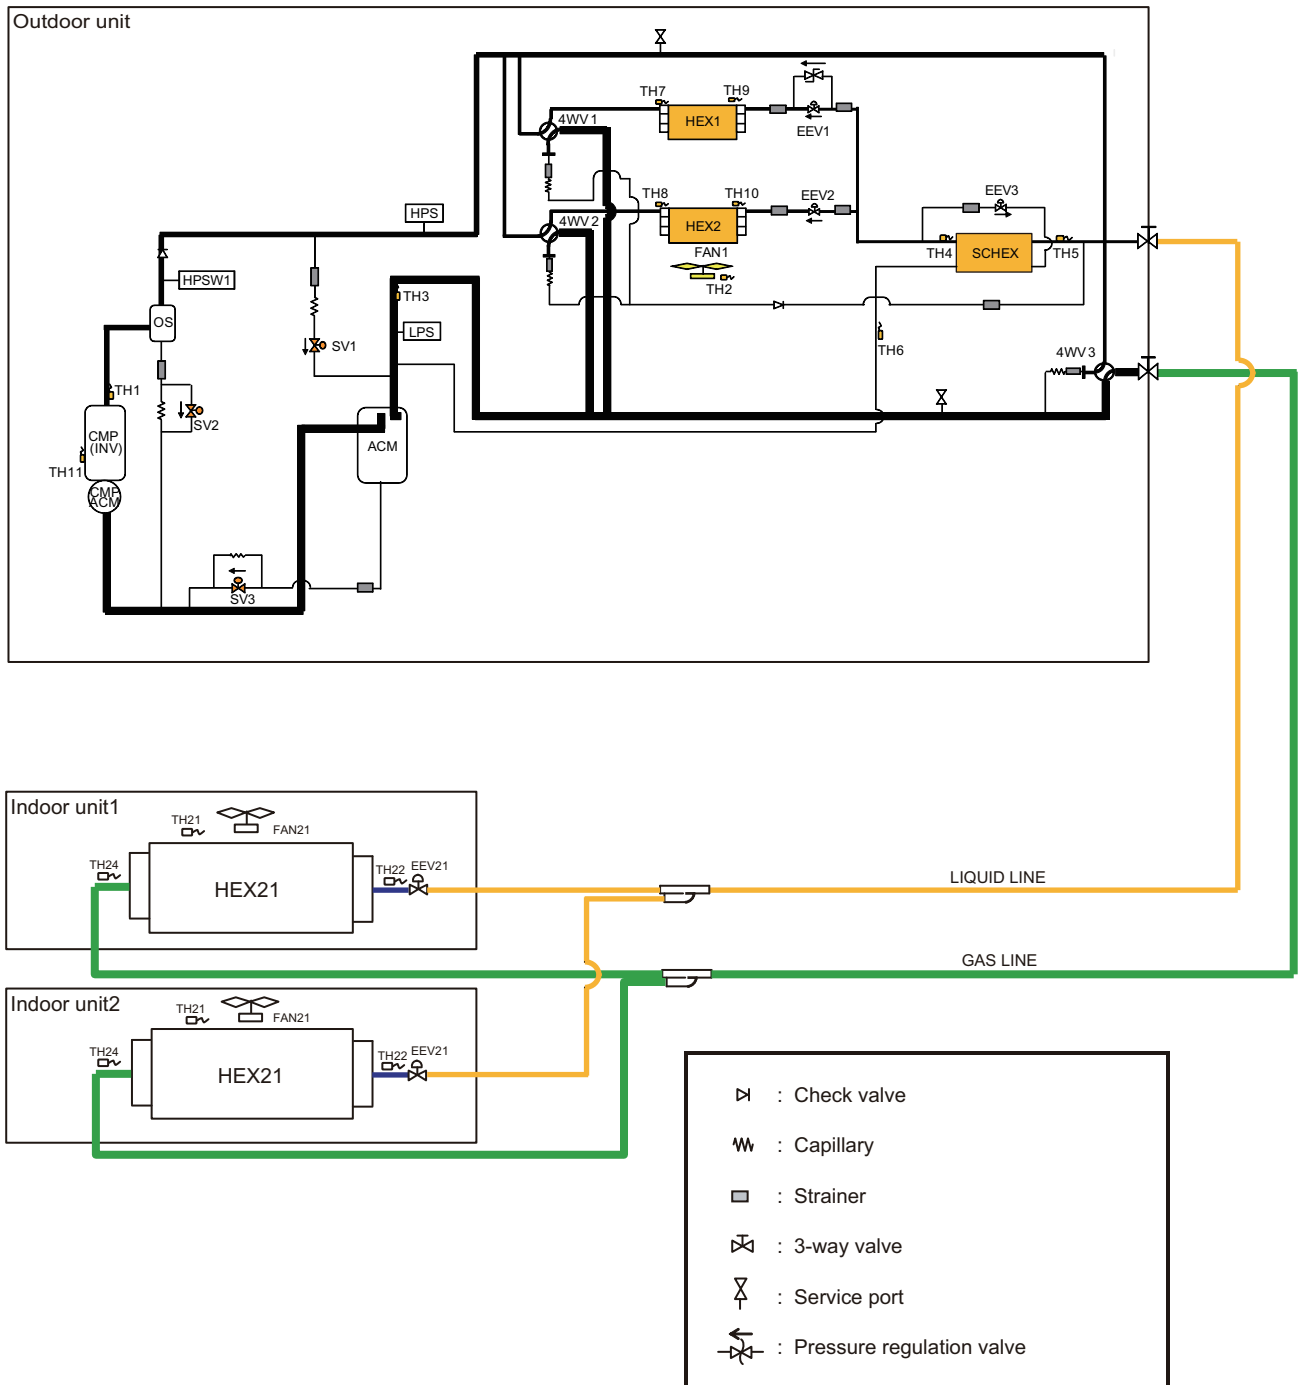 Outdoor unit
TH7
TH9
4WV1
HEX1
EEV1
TH8
TH10
EEV2
EEV3
HPS
4WV2
HEX2
FAN1
TH4
SCHEX
TH5
HPSW1
TH3
TH2
OS
LPS
SV1
TH6
4WV3
TH1
SV2
CMP
(INV)
ACM
TH11
CMP
ACM
SV3
Indoor unit1
TH21
FAN21
TH24
TH22
EEV21
HEX21
LIQUID LINE
GAS LINE
Indoor unit2
TH21
FAN21
TH24
TH22
EEV21
HEX21
: Check valve
: Capillary
: Strainer
: 3-way valve
: Service port
: Pressure regulation valve